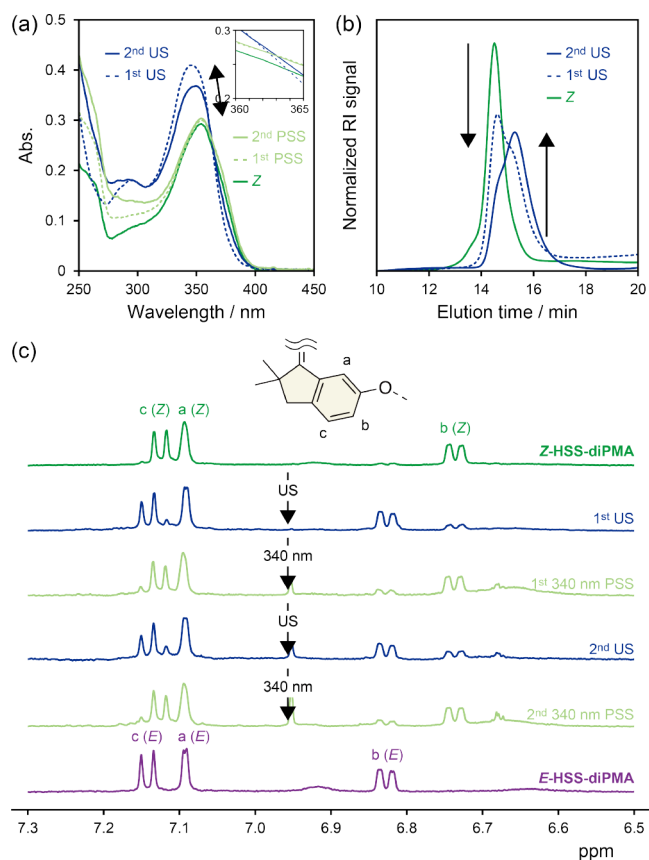 (a)
Abs.
0.5
0.4
0.3
0.2
0.1
0
2nd US
1st US
0.3
0.2
360
365
2nd PSS
1st PSS
Z
250
300
350
400
450
Wavelength / nm
(b)
Normalized RI signal
2nd US
1st US
Z
10
12
14
16
18
20
Elution time / min
(c)
a
O
c
b
c (Z)
a (Z)
b (Z)
Z-HSS-diPMA
US
1st US
340 nm
1st 340 nm PSS
US
2nd US
340 nm
2nd 340 nm PSS
c (E)
a (E)
b (E)
E-HSS-diPMA
7.3
7.2
7.1
7.0
6.9
6.8
6.7
6.6
6.5
ppm